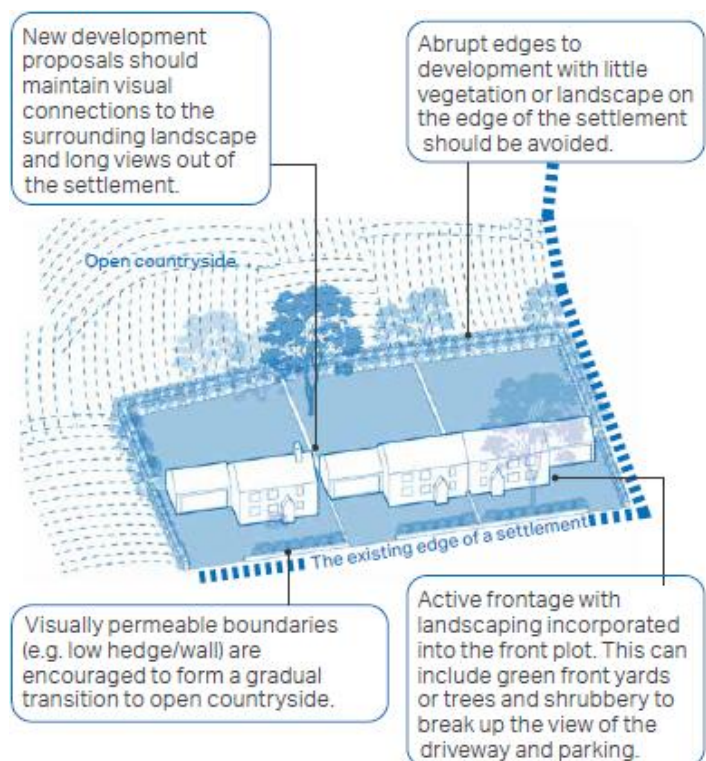 New development
proposals should
maintain visual
connections to the
surrounding landscape
and long views out of
the settlement.
Abrupt edges to
development with little
vegetation or landscape on
the edge of the settlement
should be avoided.
Open countryside
The existing edge of a settlement
Visually permeable boundaries
(e.g. low hedge/wall) are
encouraged to form a gradual
transition to open countryside.
Active frontage with
landscaping incorporated
into the front plot. This can
include green front yards
or trees and shrubbery to
break up the view of the
driveway and parking.